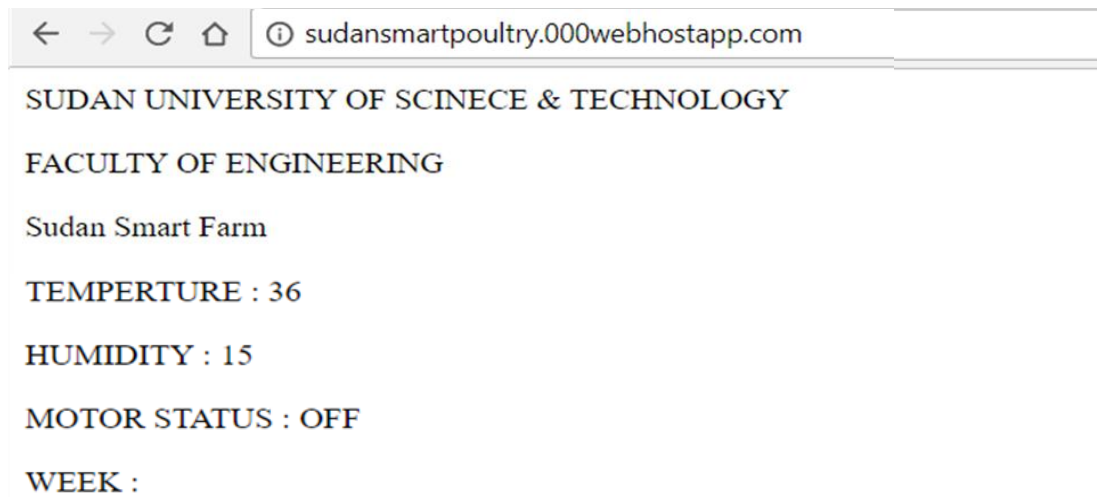 sudansmartpoultry.000webhostapp.com
SUDAN UNIVERSITY OF SCINECE & TECHNOLOGY
FACULTY OF ENGINEERING
Sudan Smart Farm
TEMPERTURE : 36
HUMIDITY : 15
MOTOR STATUS : OFF
WEEK :